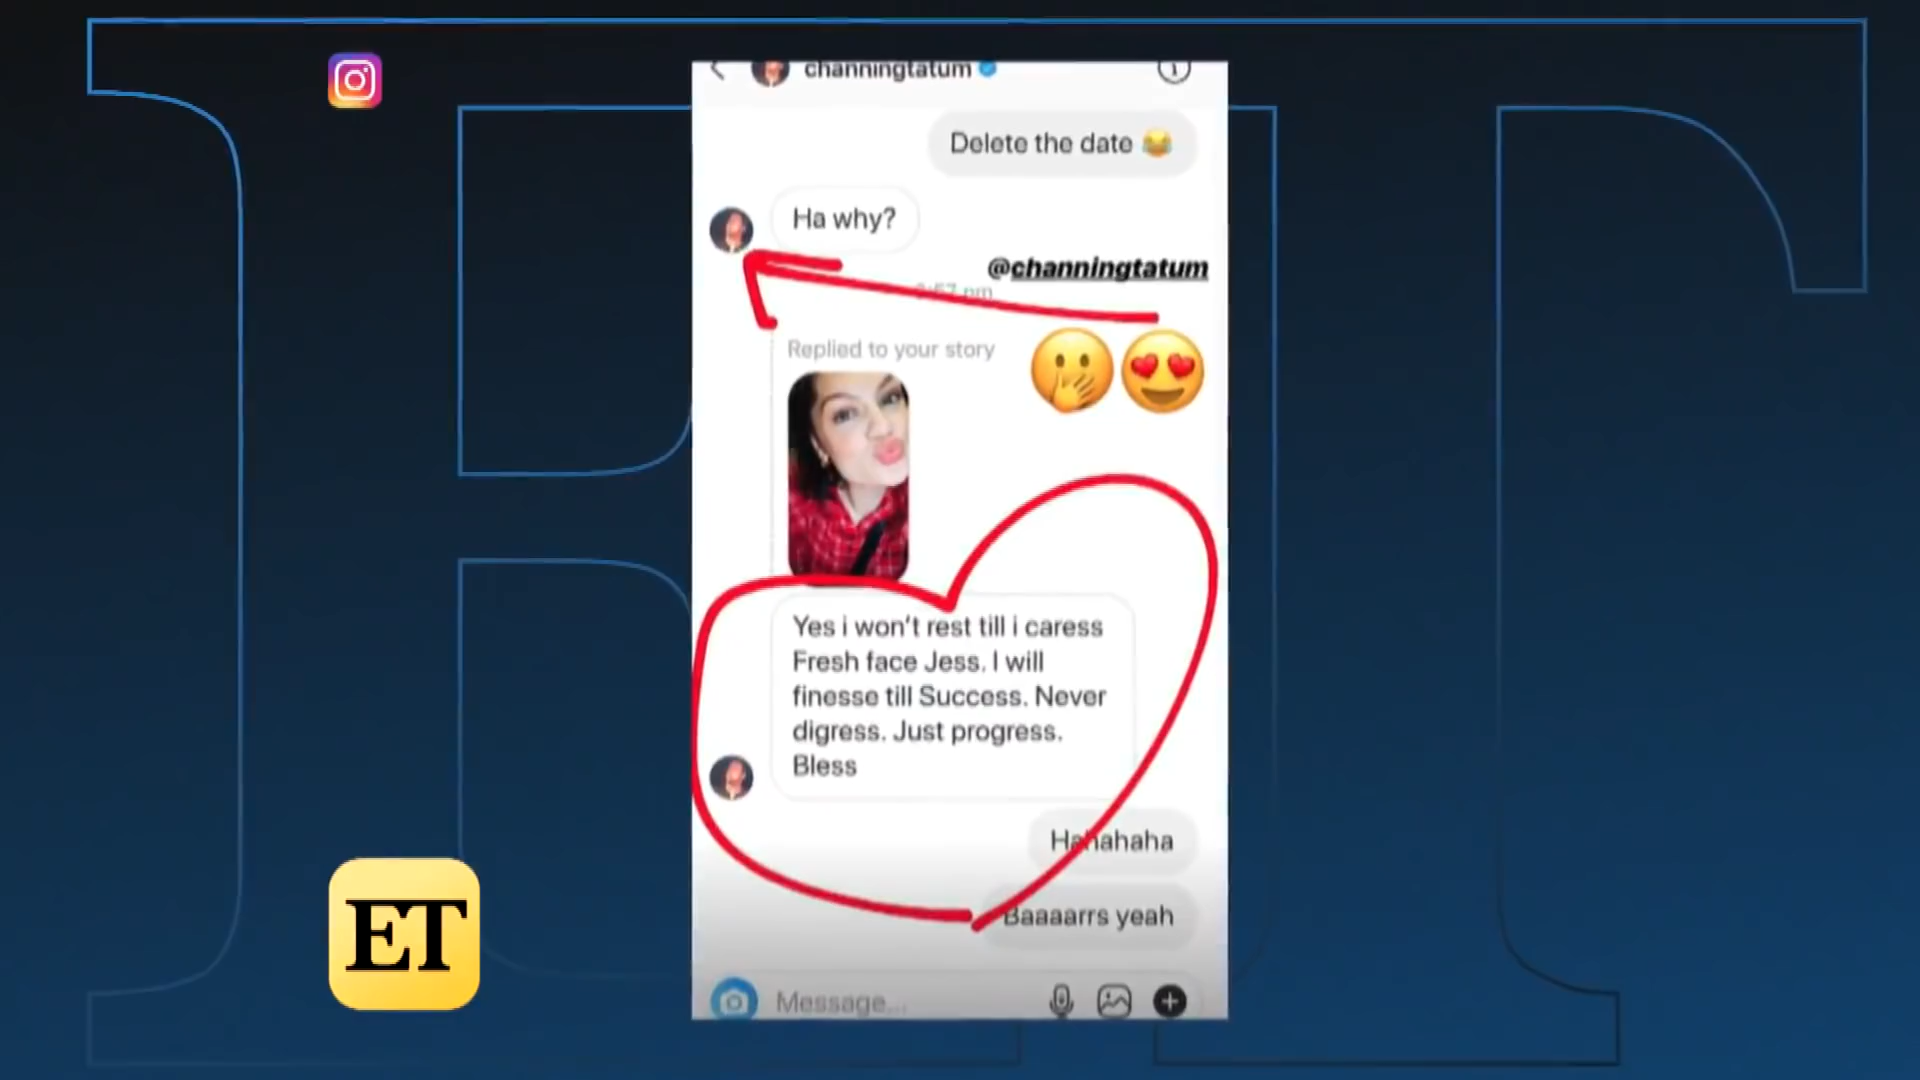 channingtatum
Delete the date 😂
Ha why?
@channingtatum
Replied to your story
Yes i won't rest till i caress
Fresh face Jess. I will
finesse till Success. Never
digress. Just progress.
Bless
Hahahaha
Baaaarrs yeah
Message...
ET